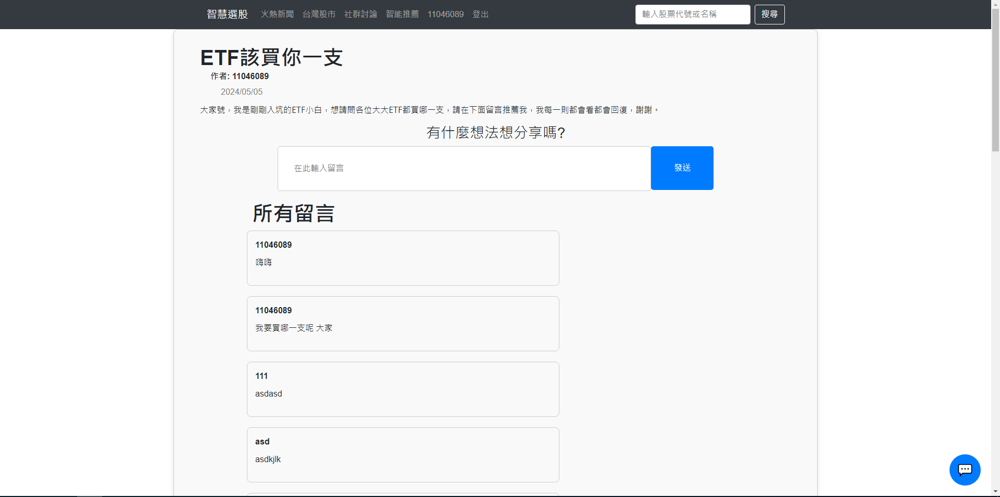 智慧選股 火熱新聞 台灣股市 社群討論 智能推薦 11046089 登出 輸入股票代號或名稱 搜尋
ETF該買你一支
作者: 11046089
2024/05/05
大家號，我是剛剛入坑的ETF小白，想請問各位大大ETF都買哪一支，請在下面留言推薦我，我每一則都會看都會回復，謝謝。
有什麼想法想分享嗎?
在此輸入留言 發送
所有留言
11046089
嗨嗨
11046089
我要買哪一支呢 大家
111
asdasd
asd
asdkjlk